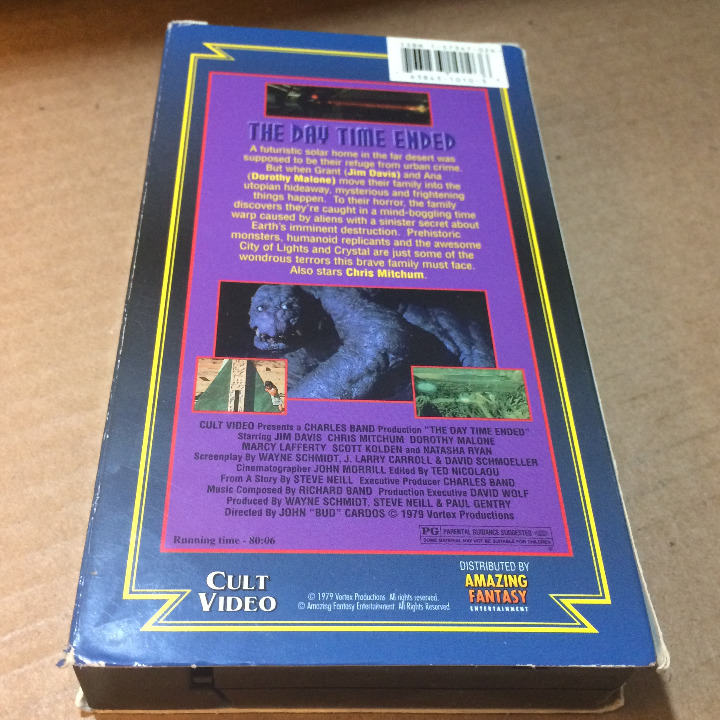 THE DAY TIME ENDED
A futuristic solar home in the far desert was
supposed to be their refuge from urban crime.
But when Grant (Jim Davis) and Ana
(Dorothy Malone) move their family into the
utopian hideaway, mysterious and frightening
things happen. To their horror, the family
discovers they're caught in a mind-boggling time
warp caused by aliens with a sinister secret about
Earth's imminent destruction. Prehistoric
monsters, humanoid replicants and the awesome
City of Lights and Crystal are just some of the
wondrous terrors this brave family must face.
Also stars Chris Mitchum.
CULT VIDEO Presents a CHARLES BAND Production "THE DAY TIME ENDED"
Starring JIM DAVIS CHRIS MITCHUM DOROTHY MALONE
MARCY LAFFERTY SCOTT KOLDEN and NATASHA RYAN
Screenplay by WAYNE SCHMIDT, J. LARRY CARROLL & DAVID SCHMOELLER
Cinematographer JOHN MORRILL Edited By TED NICOLAOU
From A Story By STEVE NEILL Executive Producer CHARLES BAND
Music Composed By RICHARD BAND Production Executive DAVID WOLF
Produced By WAYNE SCHMIDT, STEVE NEILL & PAUL GENTRY
Directed By JOHN "BUD" CARDOS © 1979 Vortex Productions
PG PARENTAL GUIDANCE SUGGESTED
SOME MATERIAL MAY NOT BE SUITABLE FOR CHILDREN
Running time - 80:06
CULT
VIDEO
© 1979 Vortex Productions All rights reserved.
© Amazing Fantasy Entertainment All Rights Reserved
DISTRIBUTED BY
AMAZING
FANTASY
ENTERTAINMENT